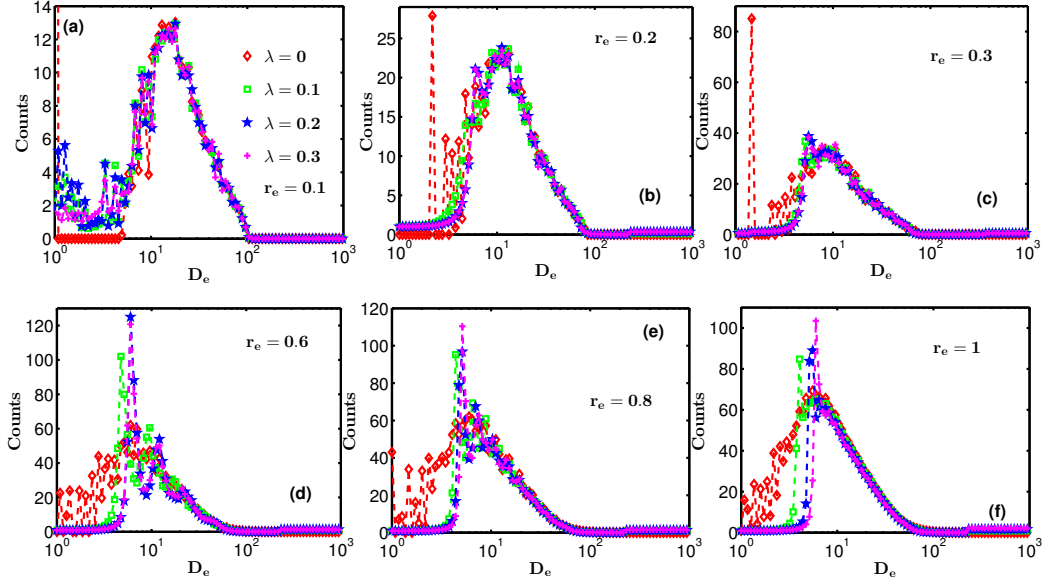 (a)
14
12
10
8
6
4
2
0
Counts
λ = 0
λ = 0.1
λ = 0.2
λ = 0.3
r_e = 0.1
10^0 10^1 10^2 10^3
D_e
25
20
15
10
5
0
Counts
r_e = 0.2
(b)
10^0 10^1 10^2 10^3
D_e
80
60
40
20
0
Counts
r_e = 0.3
(c)
10^0 10^1 10^2 10^3
D_e
120
100
80
60
40
20
0
Counts
r_e = 0.6
(d)
10^0 10^1 10^2 10^3
D_e
120
100
80
60
40
20
0
Counts
(e)
r_e = 0.8
10^0 10^1 10^2 10^3
D_e
100
80
60
40
20
0
Counts
r_e = 1
(f)
10^0 10^1 10^2 10^3
D_e